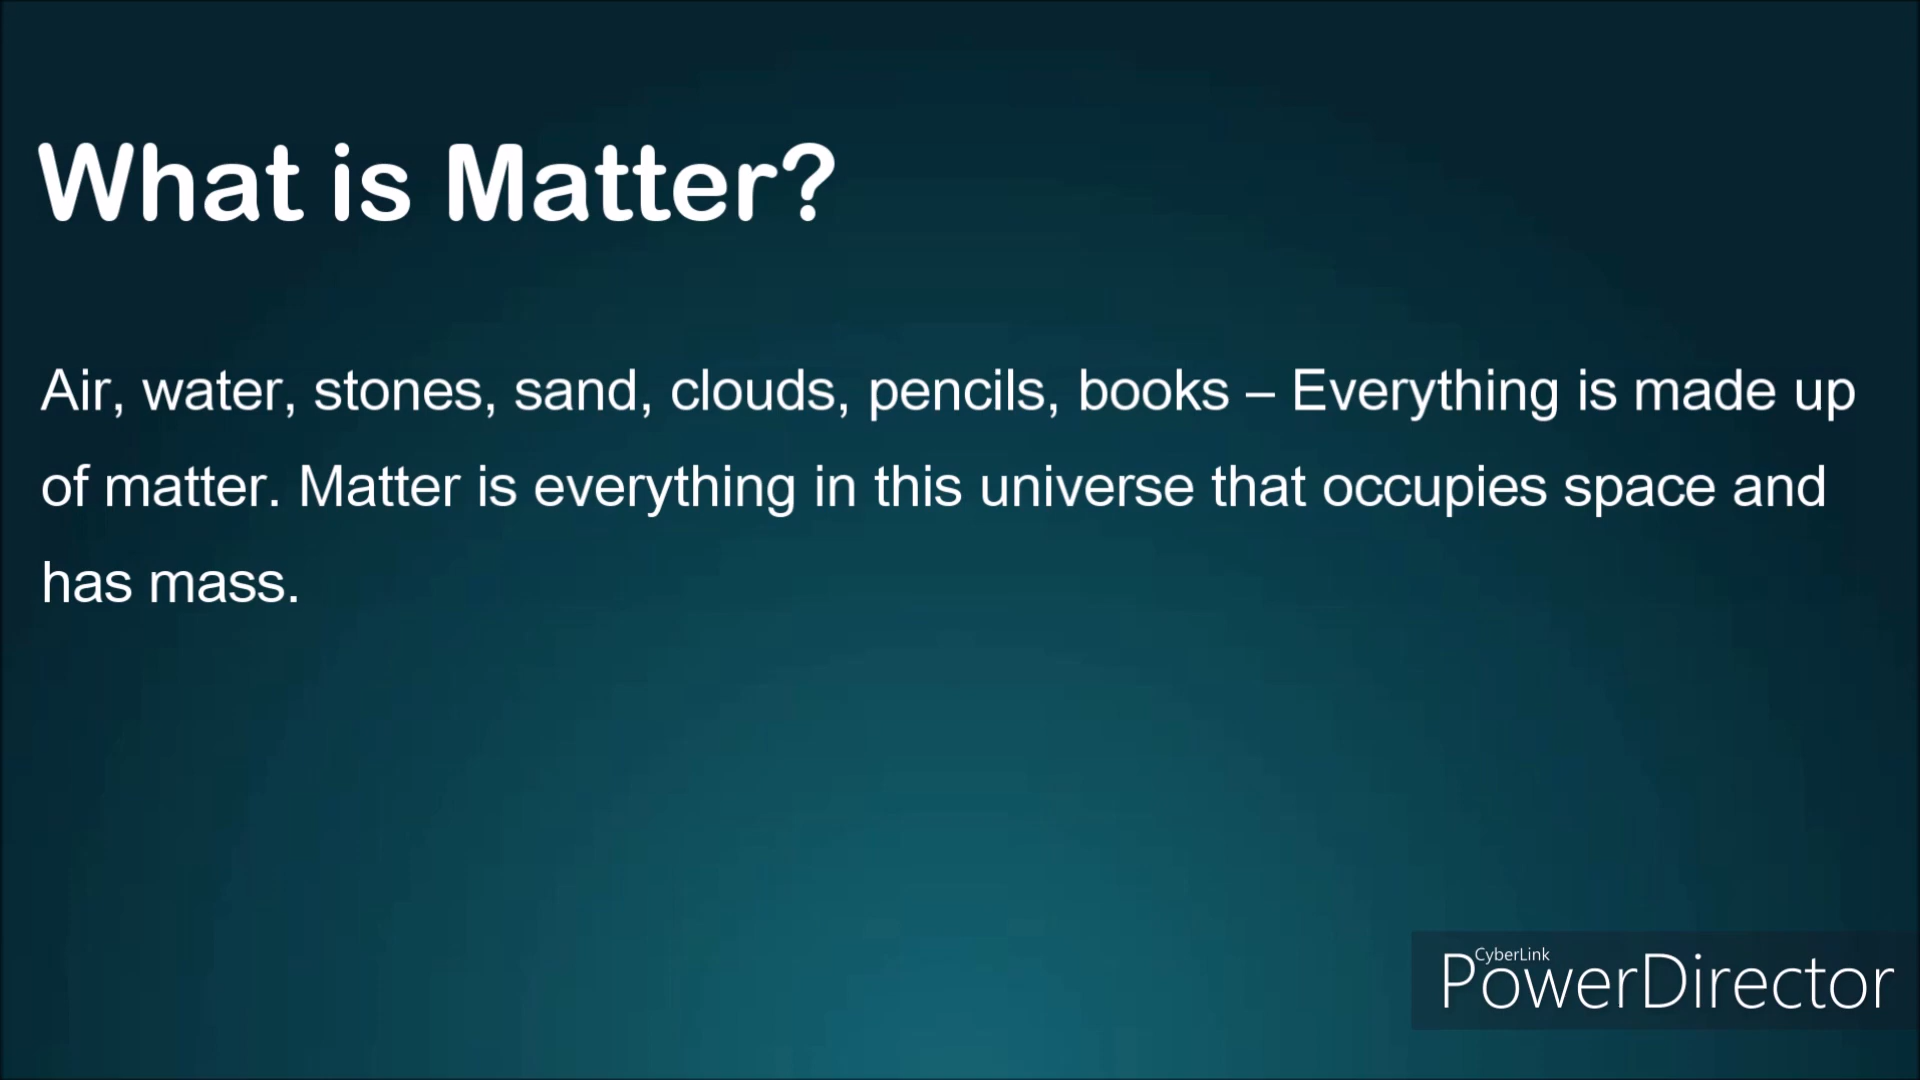 What is Matter?
Air, water, stones, sand, clouds, pencils, books – Everything is made up
of matter. Matter is everything in this universe that occupies space and
has mass.
CyberLink
PowerDirector